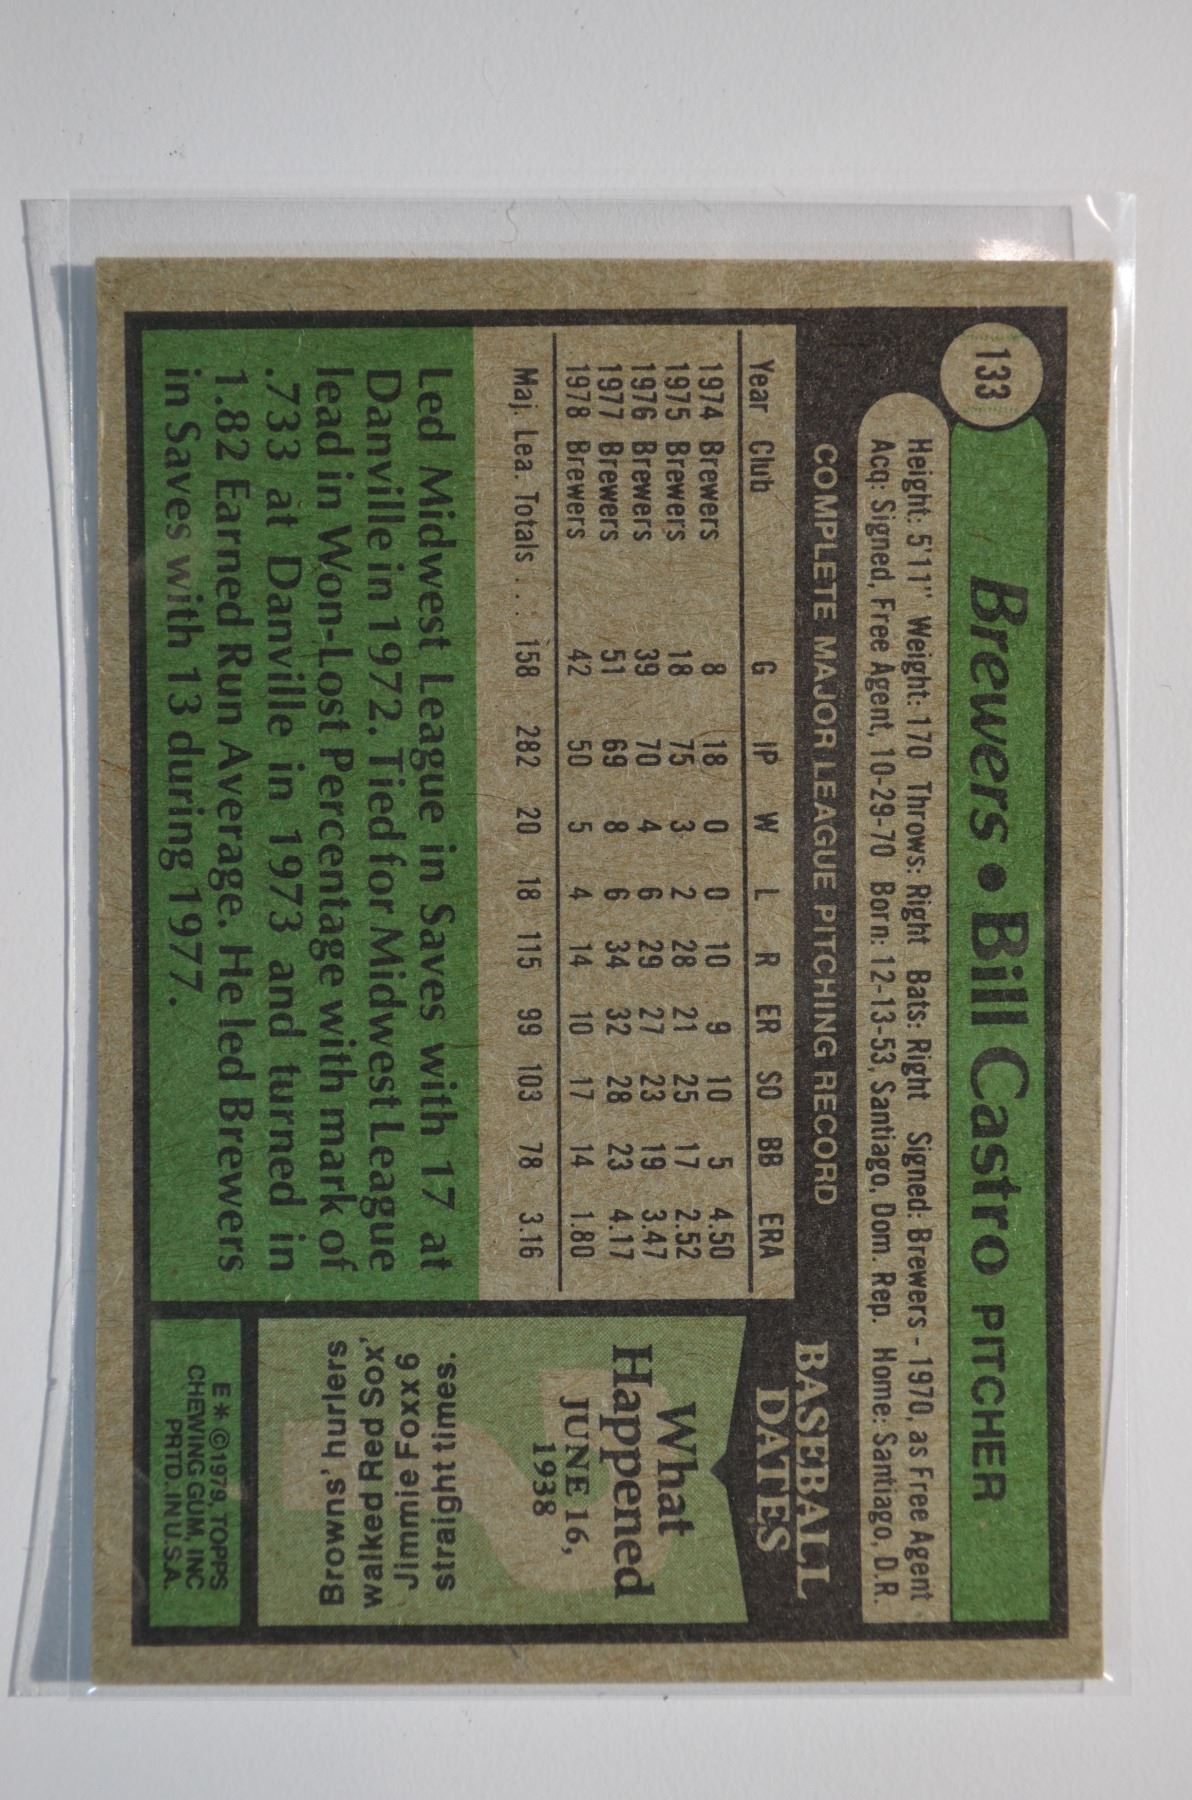 133
Brewers • Bill Castro PITCHER
Height: 5'11" Weight: 170 Throws: Right Bats: Right Signed: Brewers - 1970, as Free Agent
Acq: Signed, Free Agent, 10-29-70 Born: 12-13-53, Santiago, Dom. Rep. Home: Santiago, D.R.
COMPLETE MAJOR LEAGUE PITCHING RECORD
Year Club G IP W L R ER SO BB ERA
1974 Brewers 8 18 0 0 10 9 10 5 4.50
1975 Brewers 18 75 3 2 28 21 25 17 2.52
1976 Brewers 39 70 4 6 29 27 23 19 3.47
1977 Brewers 51 69 8 6 34 32 28 23 4.17
1978 Brewers 42 50 5 4 14 10 17 14 1.80
Maj. Lea. Totals . . . 158 282 20 18 115 99 103 78 3.16
Led Midwest League in Saves with 17 at
Danville in 1972. Tied for Midwest League
lead in Won-Lost Percentage with mark of
.733 at Danville in 1973 and turned in
1.82 Earned Run Average. He led Brewers
in Saves with 13 during 1977.
BASEBALL
DATES
What
Happened
JUNE 16,
1938
Browns' hurlers
walked Red Sox'
Jimmie Foxx 6
straight times.
E* ©1979, TOPPS
CHEWING GUM, INC
PRTD. IN U.S.A.